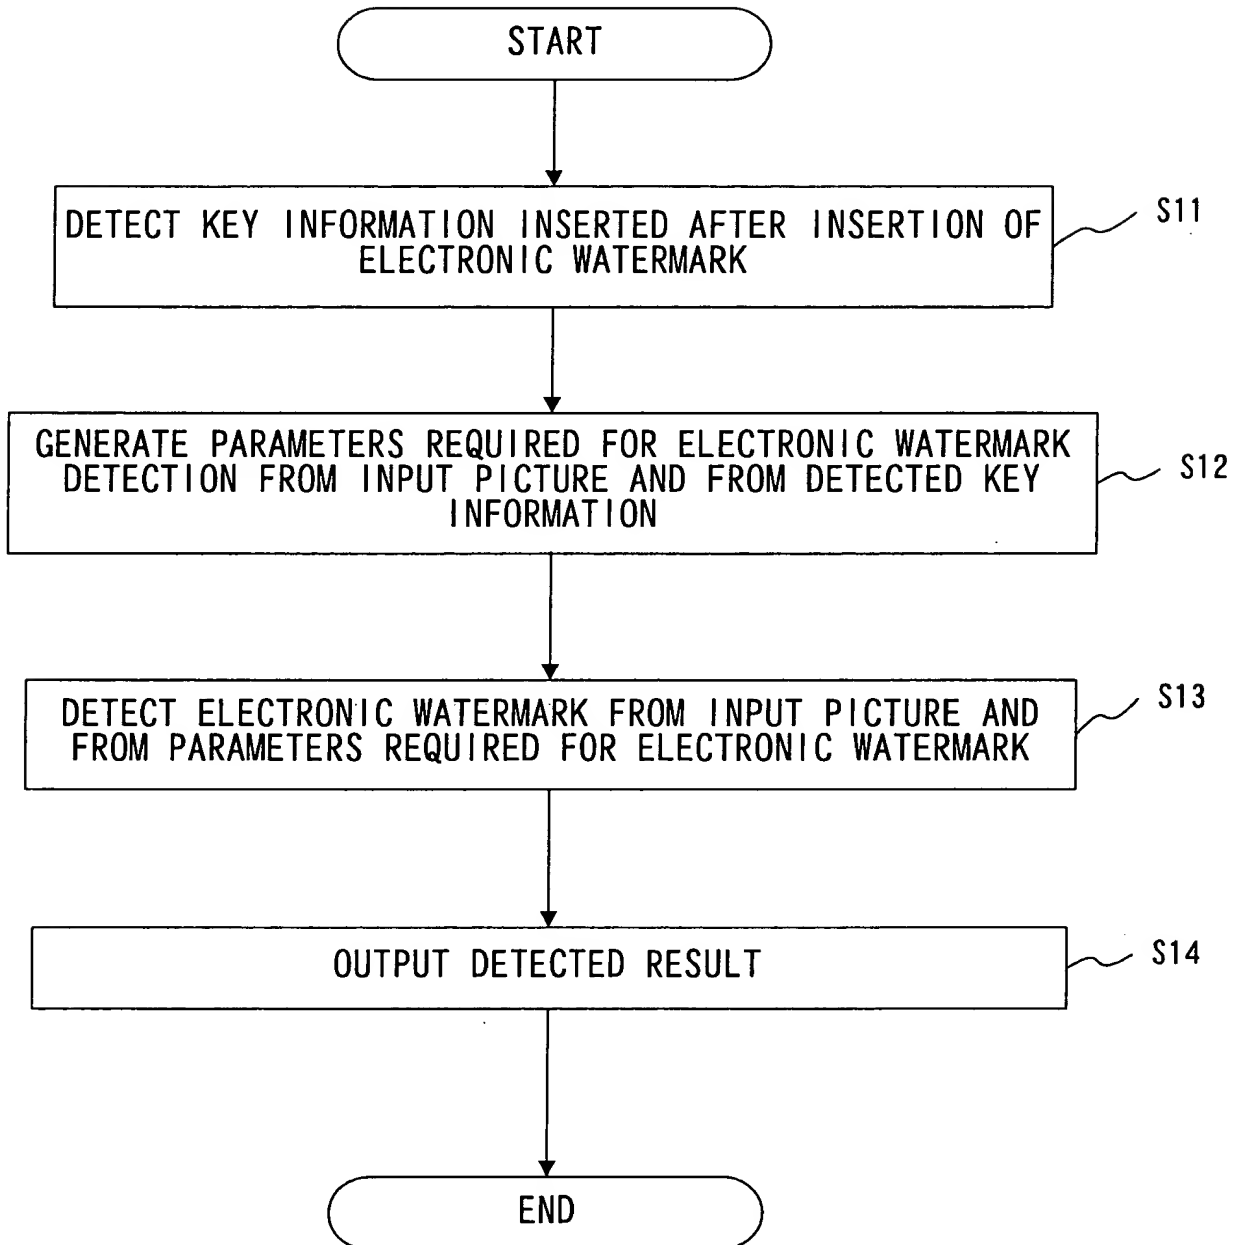 START
DETECT KEY INFORMATION INSERTED AFTER INSERTION OF
ELECTRONIC WATERMARK
S11
GENERATE PARAMETERS REQUIRED FOR ELECTRONIC WATERMARK
DETECTION FROM INPUT PICTURE AND FROM DETECTED KEY
INFORMATION
S12
DETECT ELECTRONIC WATERMARK FROM INPUT PICTURE AND
FROM PARAMETERS REQUIRED FOR ELECTRONIC WATERMARK
S13
OUTPUT DETECTED RESULT
S14
END